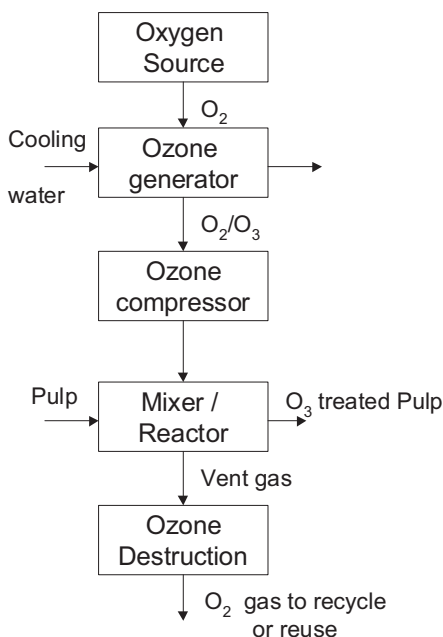 Oxygen
Source
O₂
Cooling
water
Ozone
generator
O₂/O₃
Ozone
compressor
Pulp
Mixer /
Reactor
O₃ treated Pulp
Vent gas
Ozone
Destruction
O₂ gas to recycle
or reuse